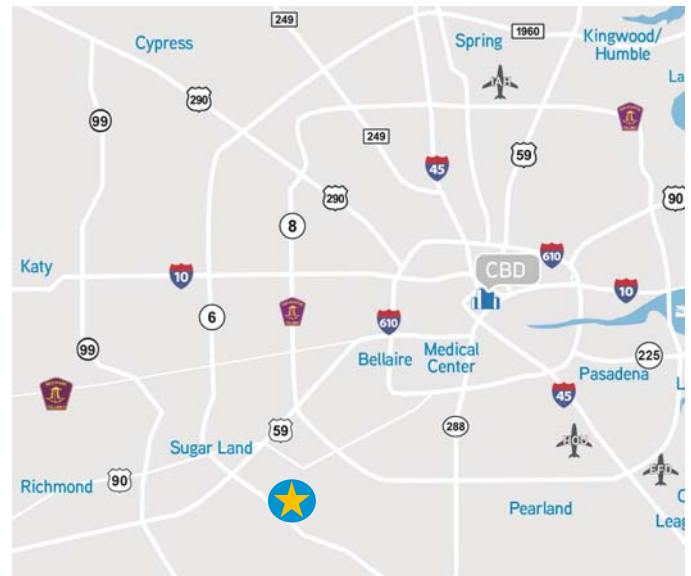 249
1960
Kingwood/
Humble
Cypress
Spring
IAH
La
290
99
249
59
45
90
290
8
610
Katy
10
CBD
10
6
610
99
Bellaire
Medical
Center
225
Pasadena
45
L
59
288
Sugar Land
HOU
EFD
90
Richmond
Pearland
C
Leag